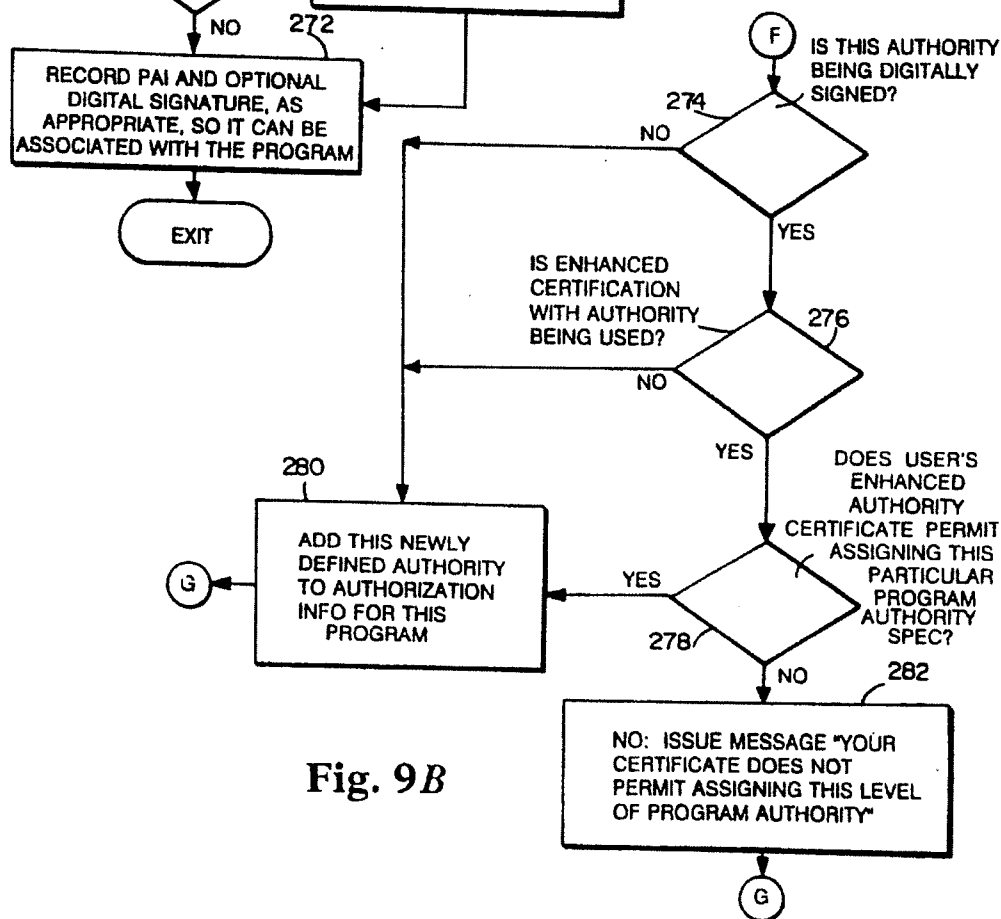 NO
272
RECORD PAI AND OPTIONAL
DIGITAL SIGNATURE, AS
APPROPRIATE, SO IT CAN BE
ASSOCIATED WITH THE PROGRAM
EXIT
F
IS THIS AUTHORITY
BEING DIGITALLY
SIGNED?
274
NO
YES
IS ENHANCED
CERTIFICATION
WITH AUTHORITY
BEING USED?
276
NO
YES
DOES USER'S
ENHANCED
AUTHORITY
CERTIFICATE PERMIT
ASSIGNING THIS
PARTICULAR
PROGRAM
AUTHORITY
SPEC?
278
YES
NO
280
ADD THIS NEWLY
DEFINED AUTHORITY
TO AUTHORIZATION
INFO FOR THIS
PROGRAM
G
282
NO: ISSUE MESSAGE "YOUR
CERTIFICATE DOES NOT
PERMIT ASSIGNING THIS LEVEL
OF PROGRAM AUTHORITY"
G
Fig. 9B